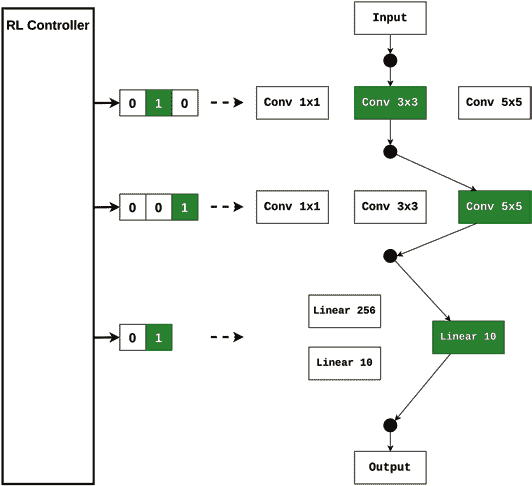 Input
RL Controller
0 1 0
Conv 1x1 Conv 3x3 Conv 5x5
0 0 1
Conv 1x1 Conv 3x3 Conv 5x5
Linear 256
0 1
Linear 10
Linear 10
Output